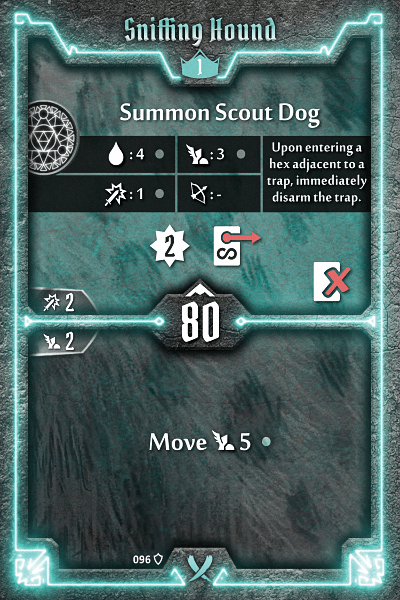 Sniffing Hound
1
Summon Scout Dog
:4 :3
:1 :-
Upon entering a
hex adjacent to a
trap, immediately
disarm the trap.
2
2
80
2
Move 5
096